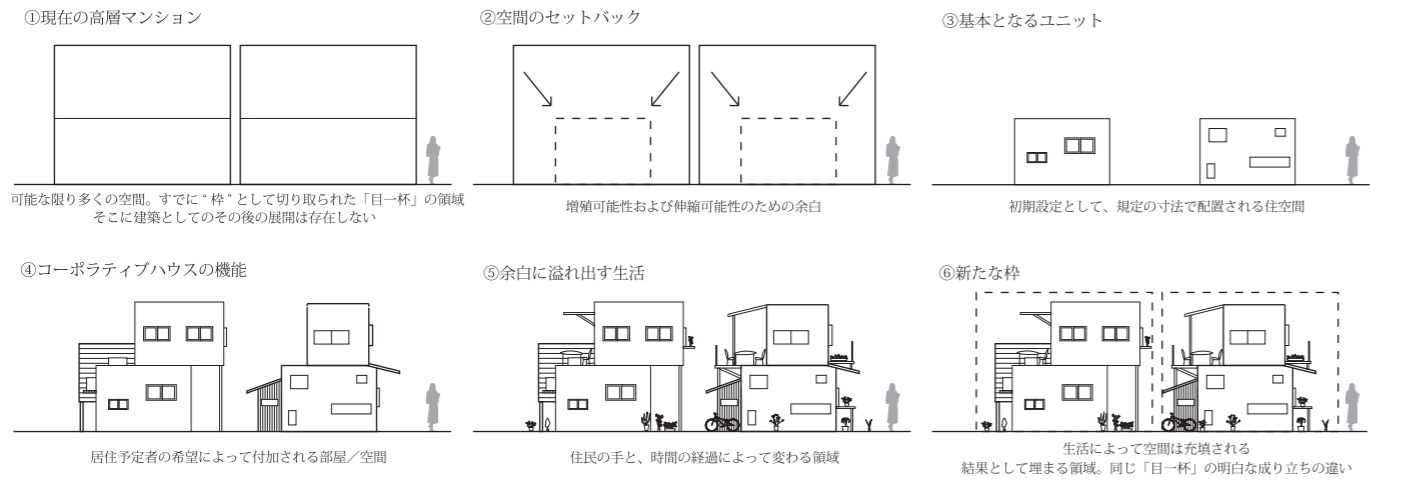 ①現在の高層マンション
可能な限り多くの空間。すでに “ 枠 ” として切り取られた「目一杯」の領域
そこに建築としてのその後の展開は存在しない
②空間のセットバック
増殖可能性および伸縮可能性のための余白
③基本となるユニット
初期設定として、規定の寸法で配置される住空間
④コーポラティブハウスの機能
居住予定者の希望によって付加される部屋／空間
⑤余白に溢れ出す生活
住民の手と、時間の経過によって変わる領域
⑥新たな枠
生活によって空間は充填される
結果として埋まる領域。同じ「目一杯」の明白な成り立ちの違い